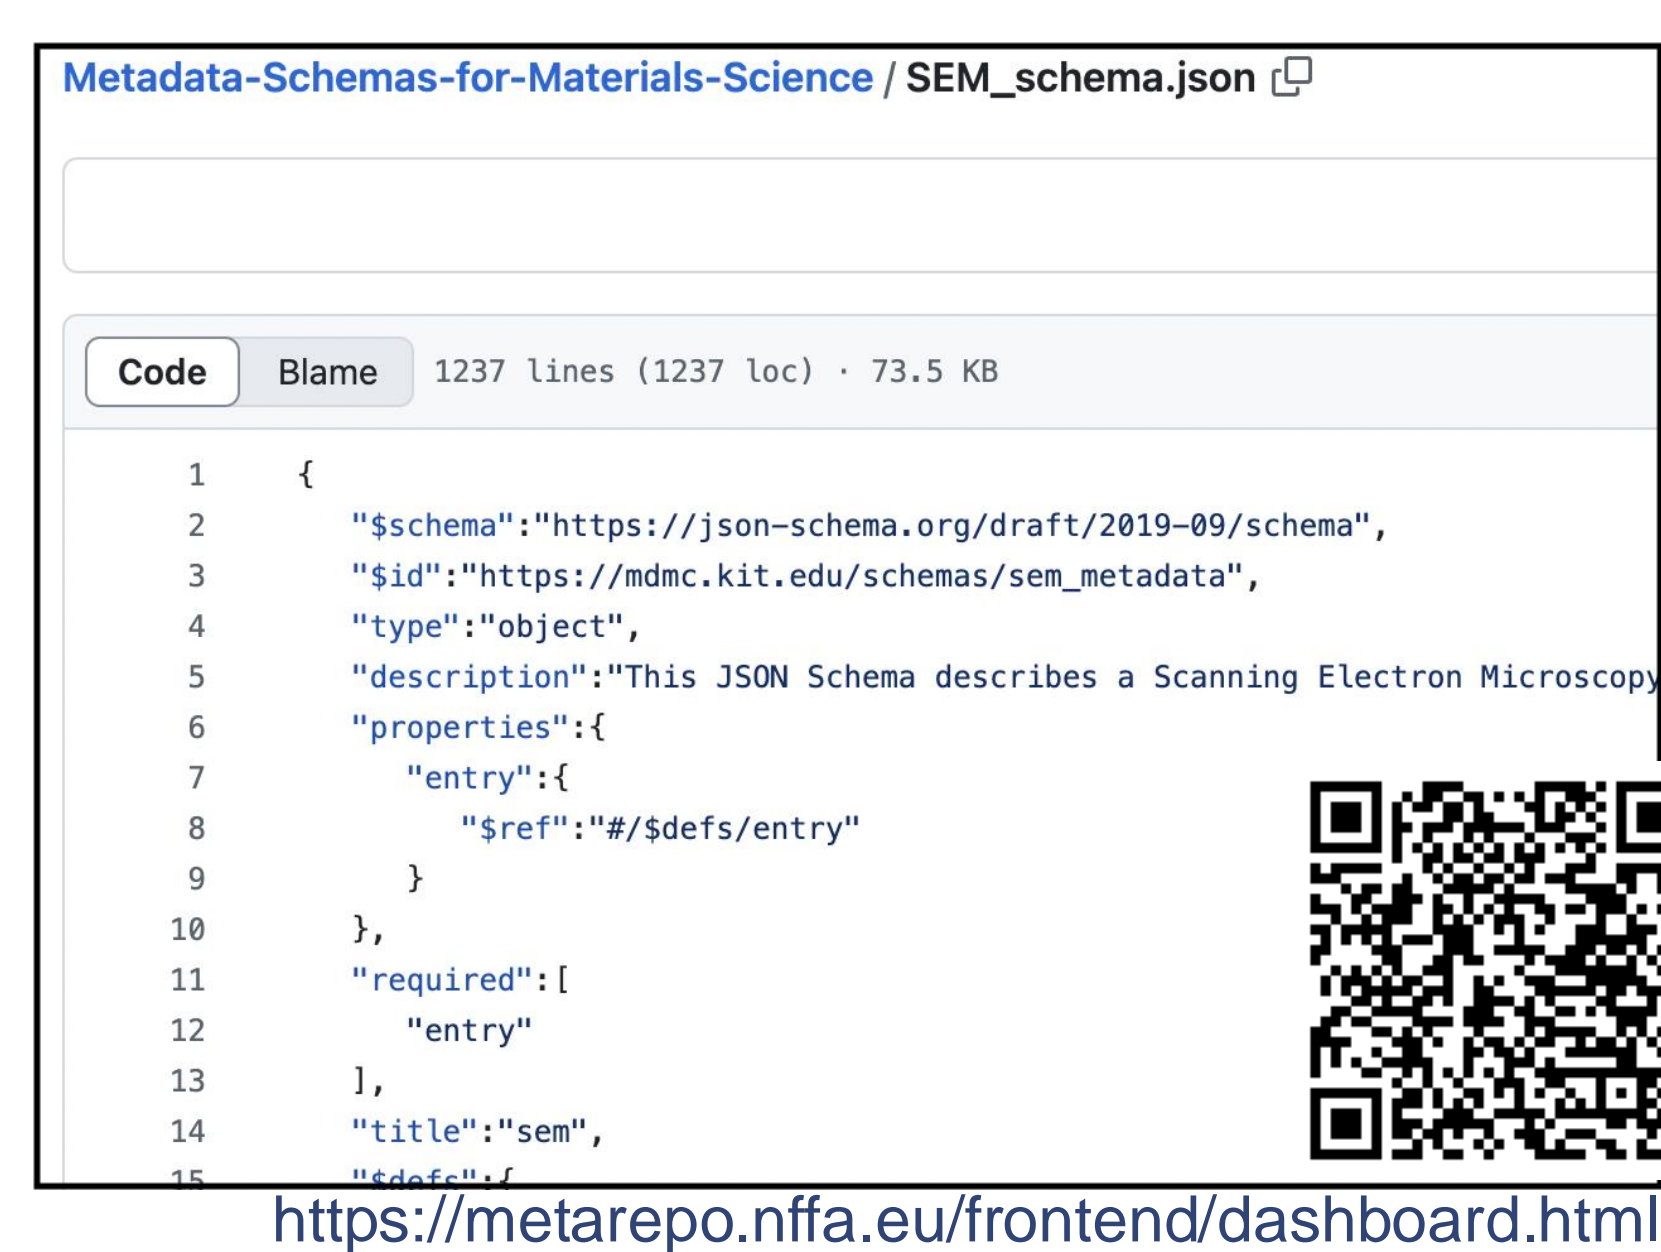 Metadata-Schemas-for-Materials-Science / SEM_schema.json
Code Blame 1237 lines (1237 loc) · 73.5 KB
1 {
2 "$schema":"https://json-schema.org/draft/2019-09/schema",
3 "$id":"https://mdmc.kit.edu/schemas/sem_metadata",
4 "type":"object",
5 "description":"This JSON Schema describes a Scanning Electron Microscopy
6 "properties":{
7 "entry":{
8 "$ref":"#/$defs/entry"
9 }
10 },
11 "required":[
12 "entry"
13 ],
14 "title":"sem",
15 "$defs":{
https://metarepo.nffa.eu/frontend/dashboard.html